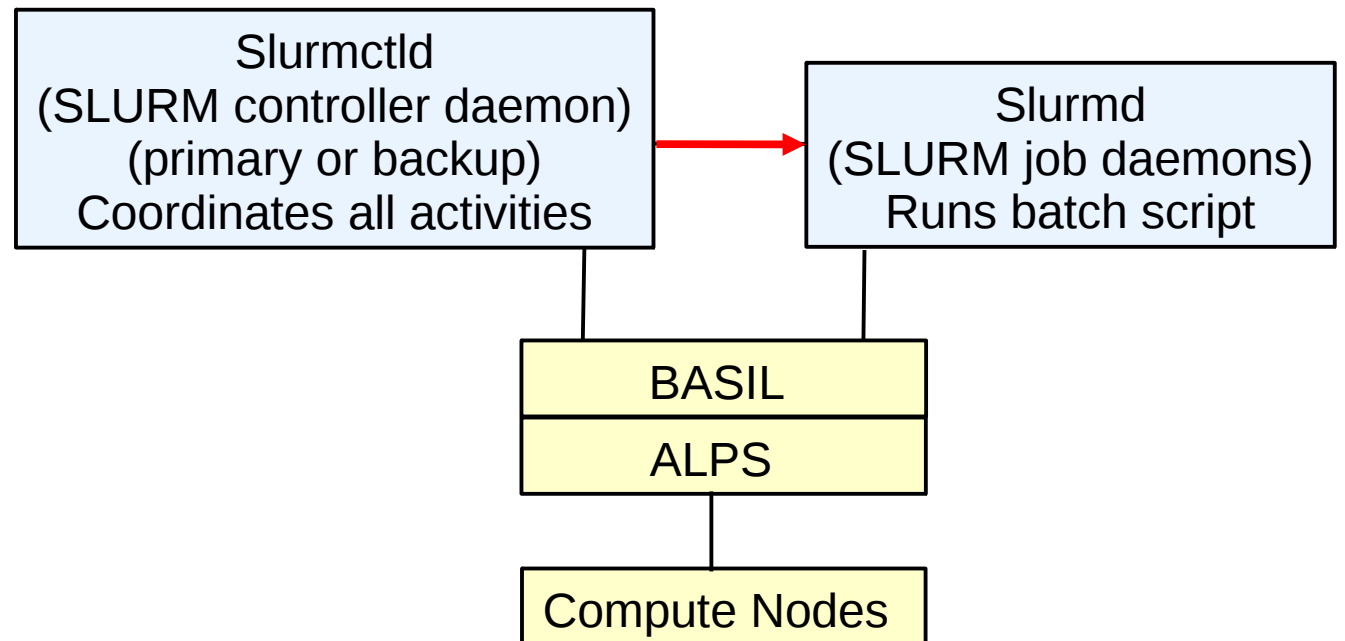 Slurmctld
(SLURM controller daemon)
(primary or backup)
Coordinates all activities
Slurmd
(SLURM job daemons)
Runs batch script
BASIL
ALPS
Compute Nodes